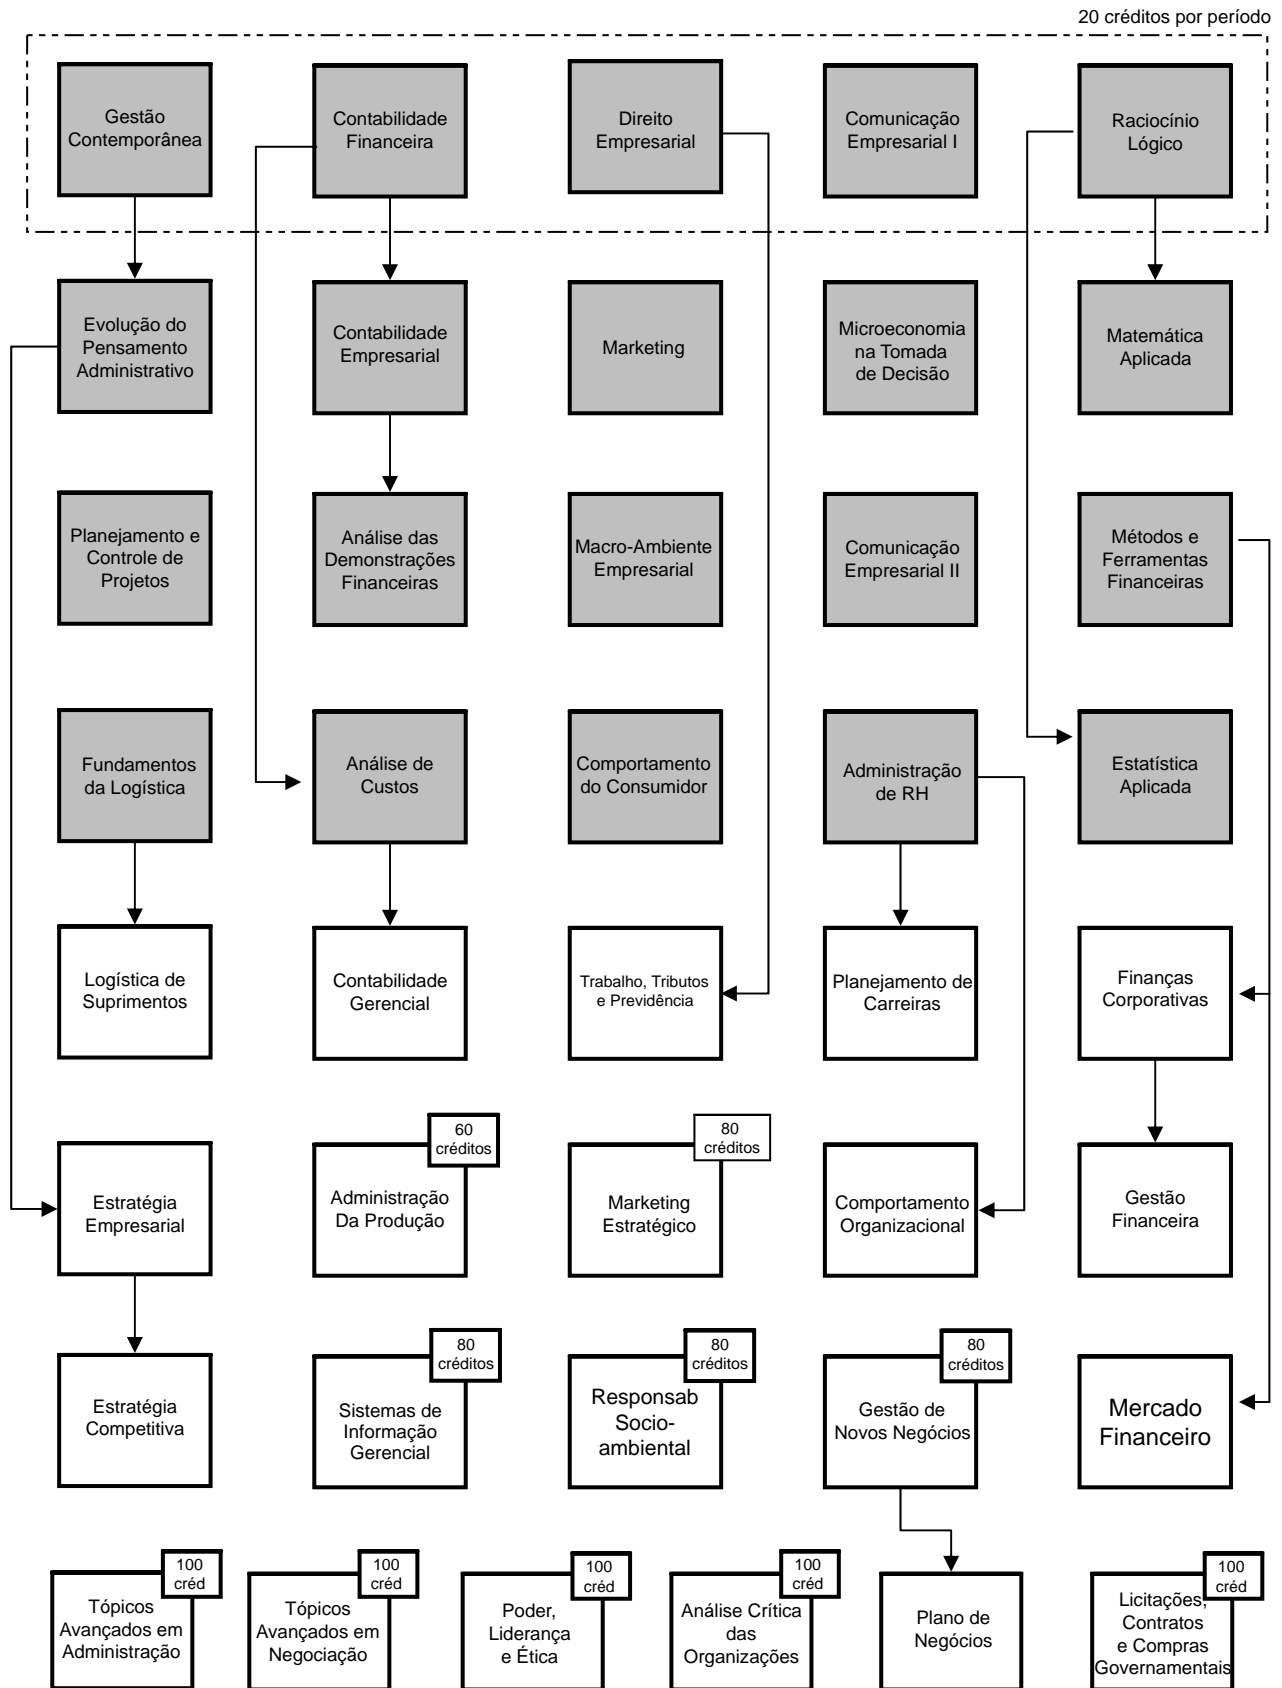 20 créditos por período
Gestão
Contemporânea
Contabilidade
Financeira
Direito
Empresarial
Comunicação
Empresarial I
Raciocínio
Lógico
Evolução do
Pensamento
Administrativo
Contabilidade
Empresarial
Marketing
Microeconomia
na Tomada
de Decisão
Matemática
Aplicada
Planejamento e
Controle de
Projetos
Análise das
Demonstrações
Financeiras
Macro-Ambiente
Empresarial
Comunicação
Empresarial II
Métodos e
Ferramentas
Financeiras
Fundamentos
da Logística
Análise de
Custos
Comportamento
do Consumidor
Administração
de RH
Estatística
Aplicada
Logística de
Suprimentos
Contabilidade
Gerencial
Trabalho, Tributos
e Previdência
Planejamento de
Carreiras
Finanças
Corporativas
Estratégia
Empresarial
60
créditos
Administração
Da Produção
80
créditos
Marketing
Estratégico
Comportamento
Organizacional
Gestão
Financeira
Estratégia
Competitiva
80
créditos
Sistemas de
Informação
Gerencial
80
créditos
Responsab
Socio-
ambiental
80
créditos
Gestão de
Novos Negócios
Mercado
Financeiro
100
créd
Tópicos
Avançados em
Administração
100
créd
Tópicos
Avançados em
Negociação
100
créd
Poder,
Liderança
e Ética
100
créd
Análise Crítica
das
Organizações
Plano de
Negócios
100
créd
Licitações,
Contratos
e Compras
Governamentais